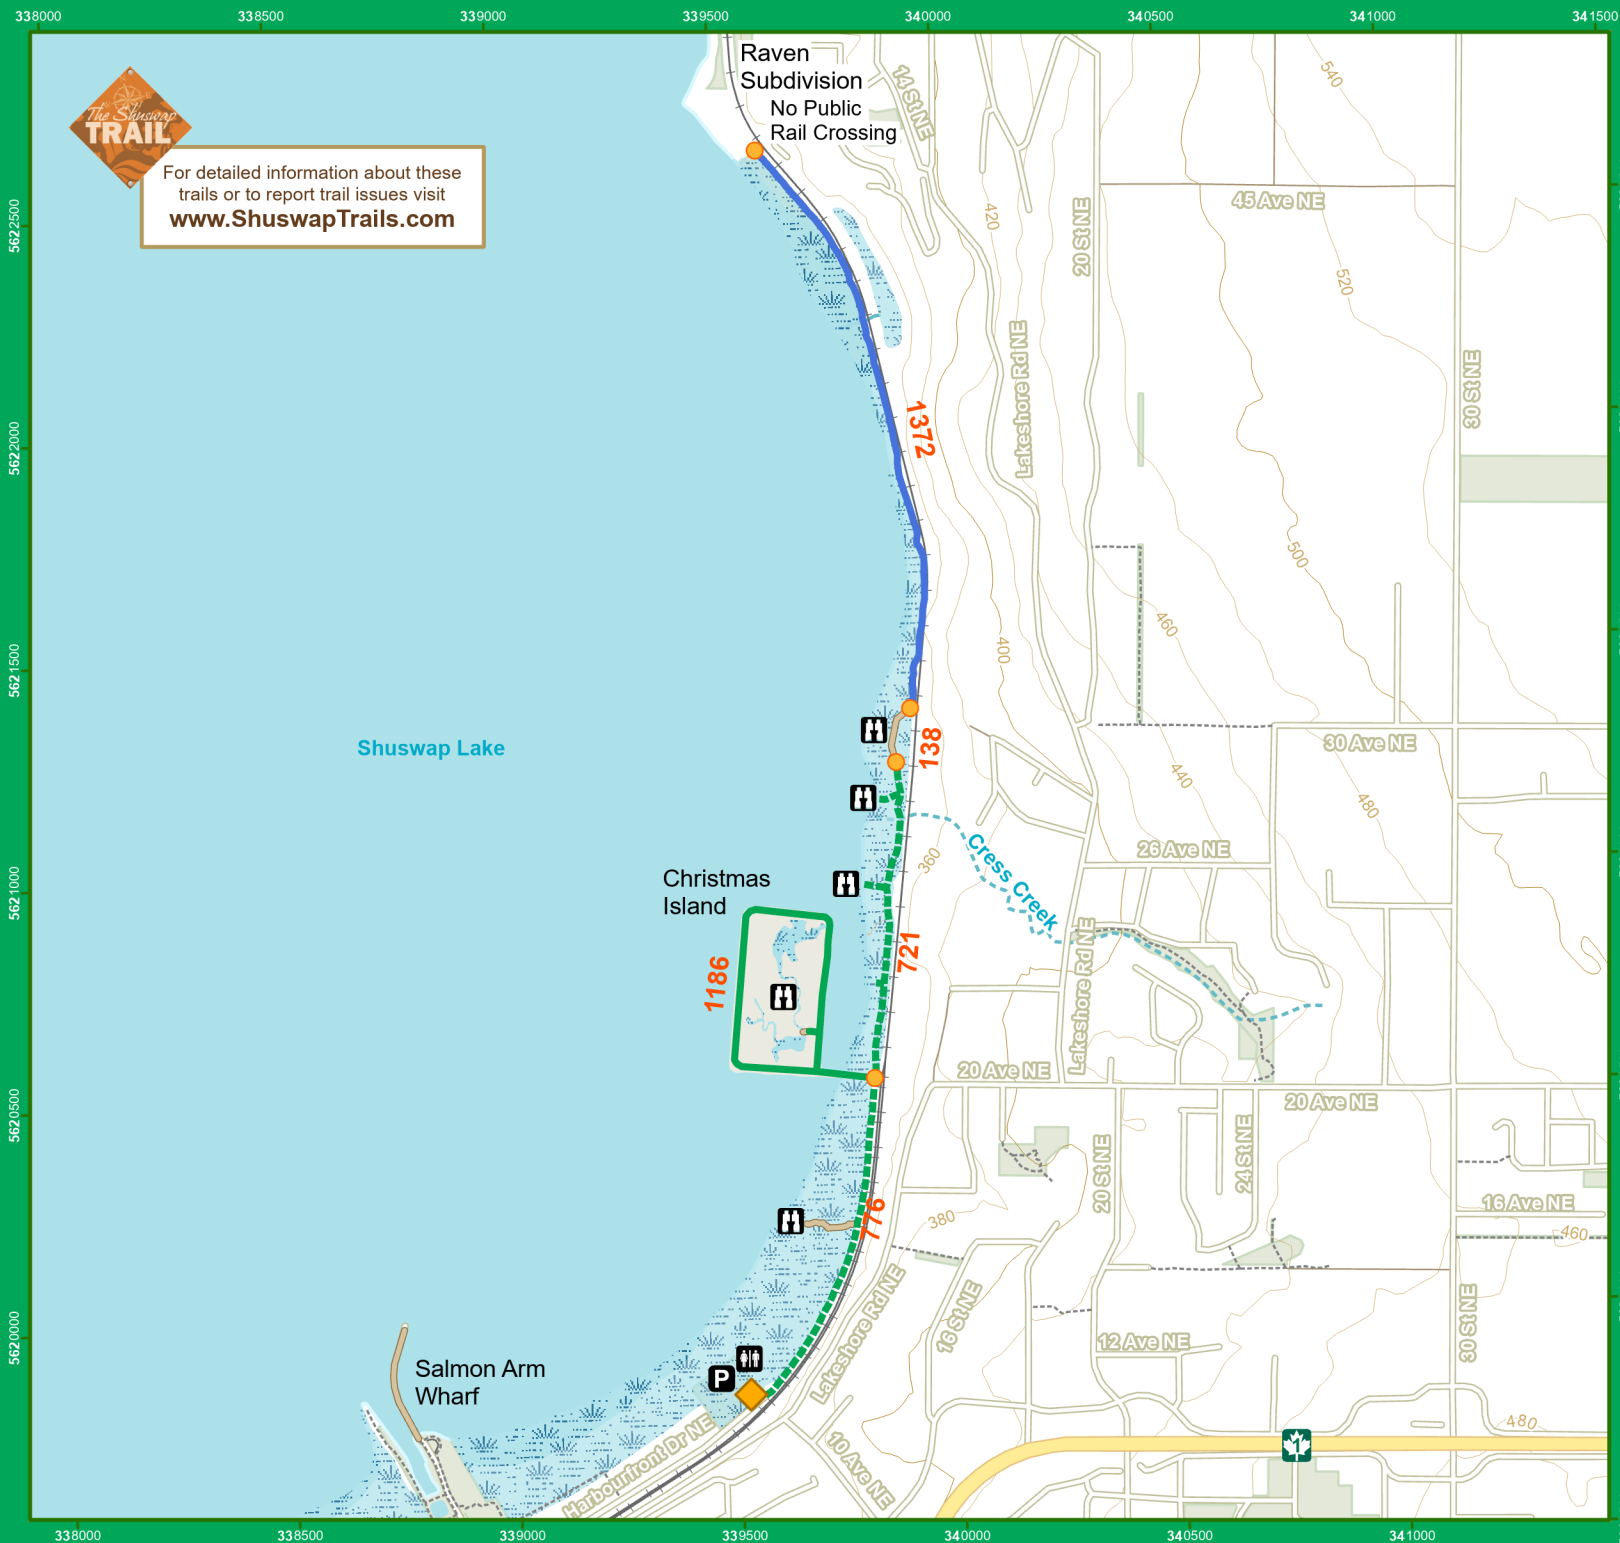 338000
338500
339000
339500
340000
340500
341000
341500
Raven
Subdivision
No Public
Rail Crossing
The Shuswap
TRAIL
For detailed information about these
trails or to report trail issues visit
www.ShuswapTrails.com
14 St NE
540
45 Ave NE
420
20 St NE
5622500
520
Lakeshore Rd NE
30 St NE
1372
5622000
500
460
400
5621500
138
Shuswap Lake
30 Ave NE
440
480
360
Cress Creek
26 Ave NE
Christmas
Island
5621000
721
1186
Lakeshore Rd NE
20 Ave NE
20 Ave NE
5620500
20 St NE
24 St NE
776
380
16 Ave NE
460
Lakeshore Rd NE
16 St NE
12 Ave NE
30 St NE
5620000
Salmon Arm
Wharf
P
480
1
Harbourfront Dr NE
10 Ave NE
338000
338500
339000
339500
340000
340500
341000